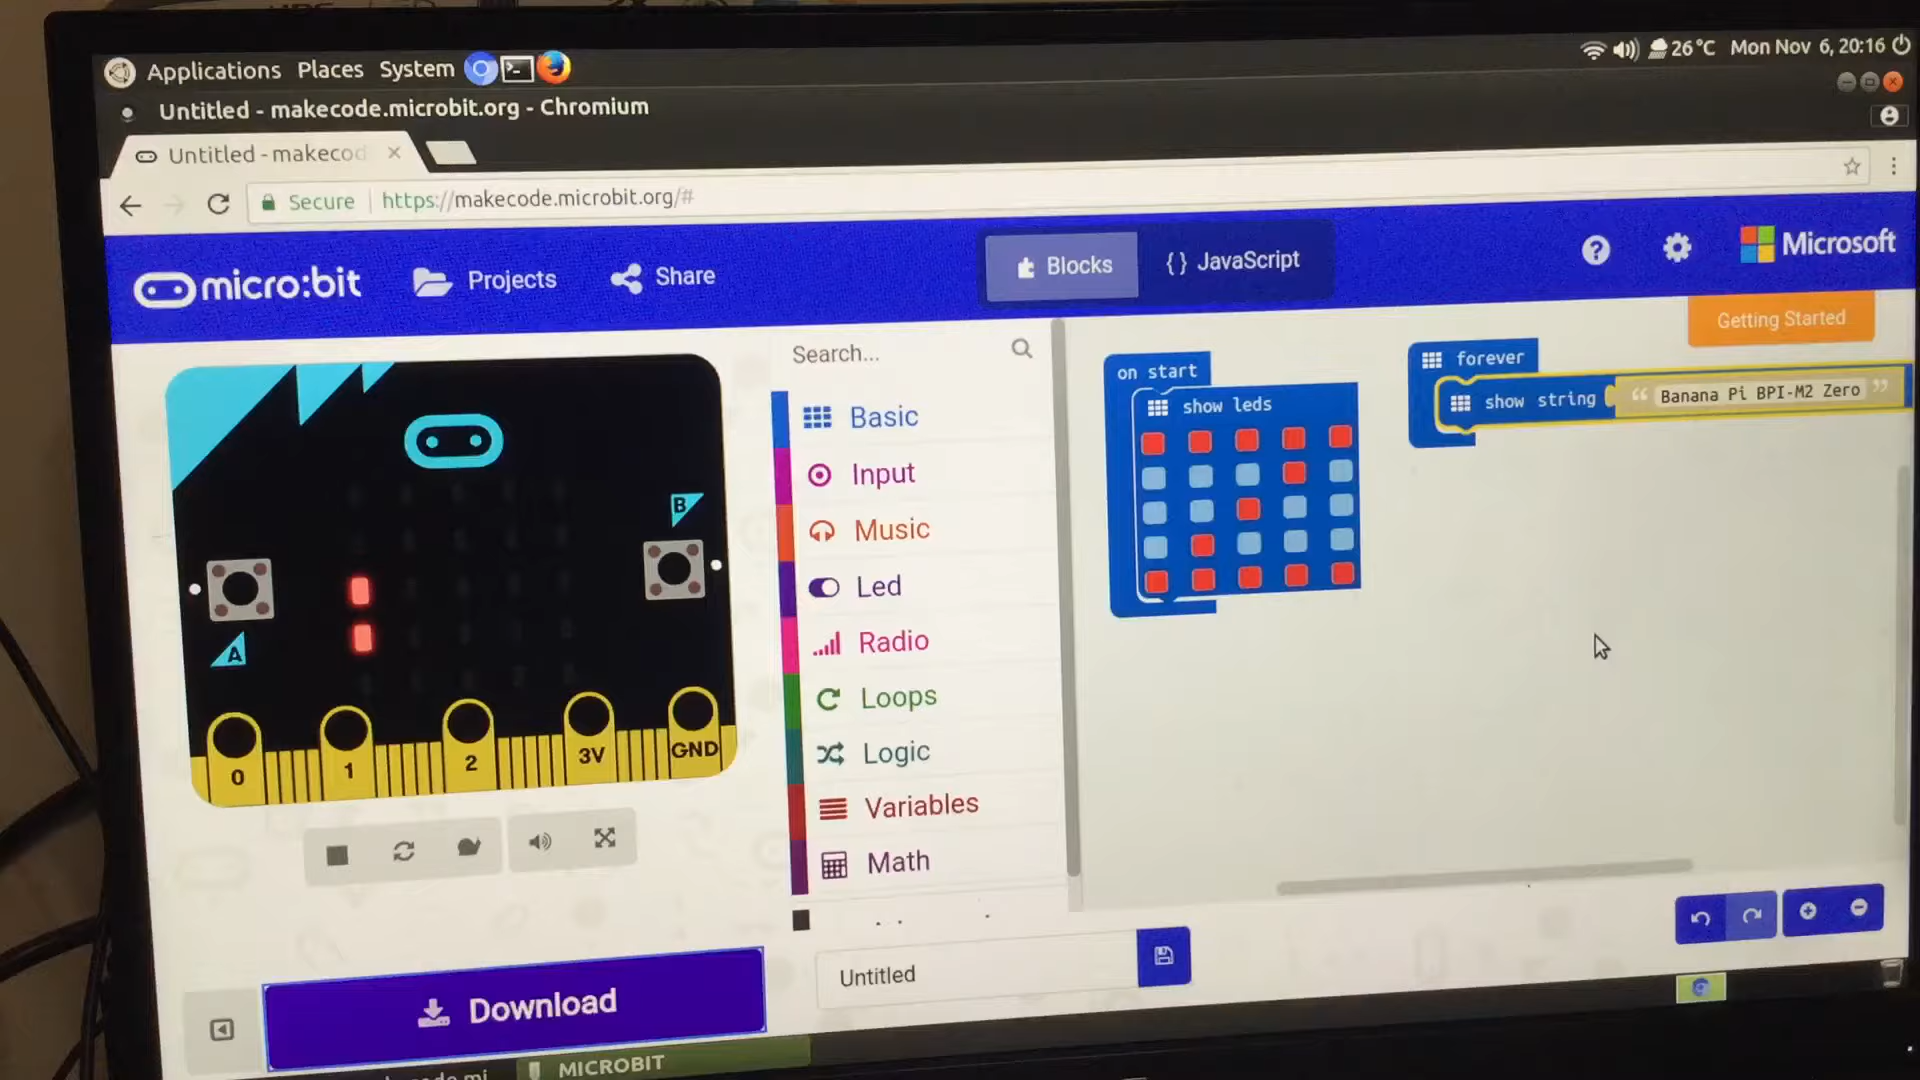 Applications Places System
26 °C Mon Nov 6, 20:16
Untitled - makecode.microbit.org - Chromium
Untitled - makecod
Secure https://makecode.microbit.org/#
micro:bit Projects Share
Blocks {} JavaScript
? Microsoft
Getting Started
Search...
Basic
Input
Music
Led
Radio
Loops
Logic
Variables
Math
B
A
0 1 2 3V GND
on start
show leds
forever
show string “ Banana Pi BPI-M2 Zero ”
Download
Untitled
MICROBIT